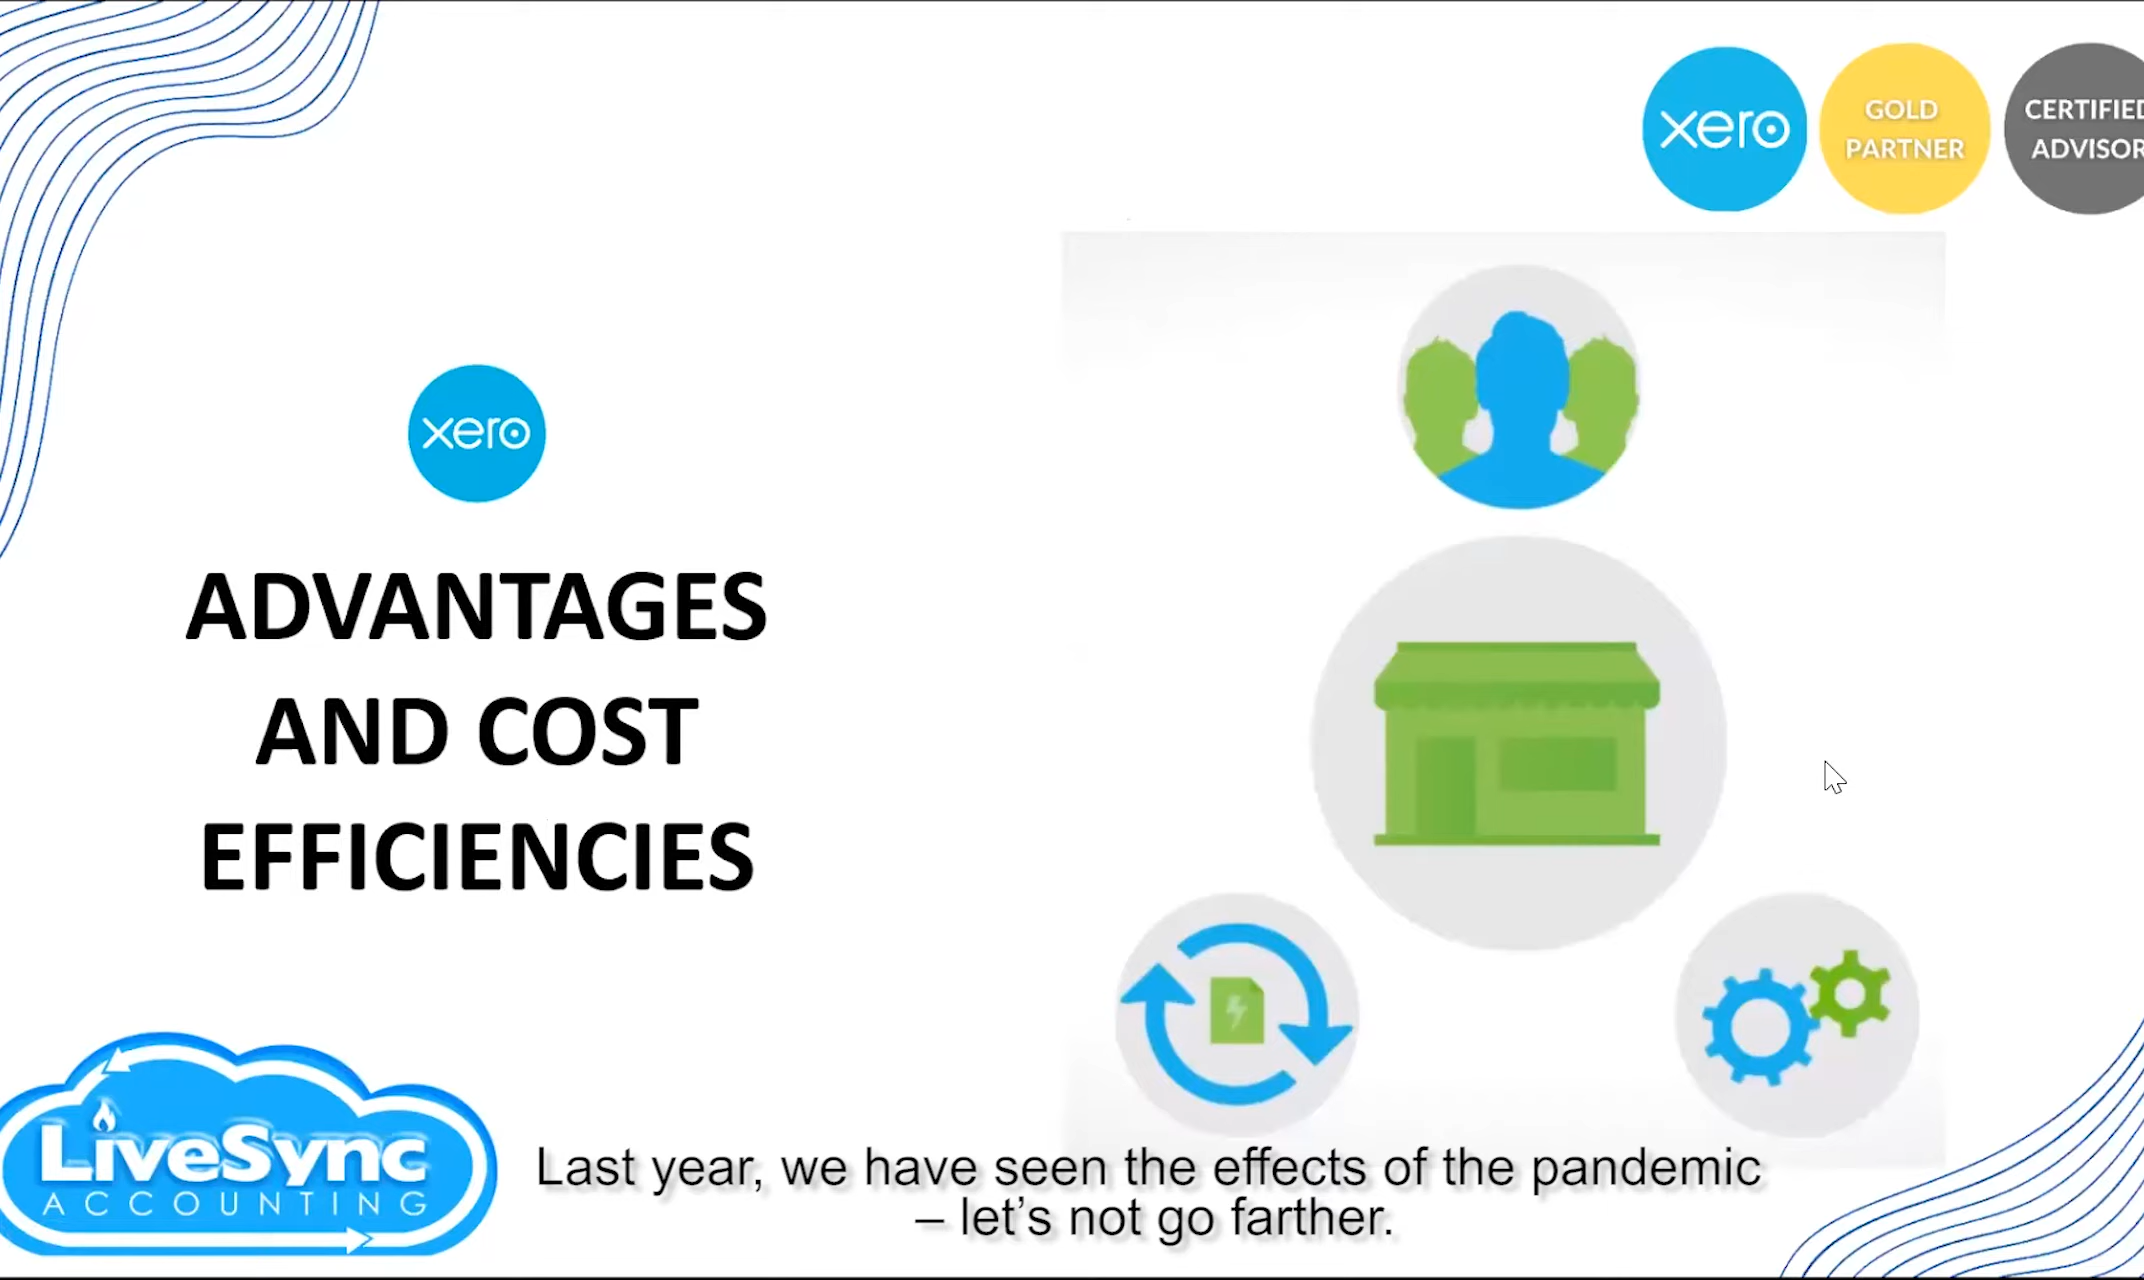 xero
GOLD
PARTNER
CERTIFIED
ADVISOR
xero
ADVANTAGES
AND COST
EFFICIENCIES
LiveSync
ACCOUNTING
Last year, we have seen the effects of the pandemic
– let’s not go farther.